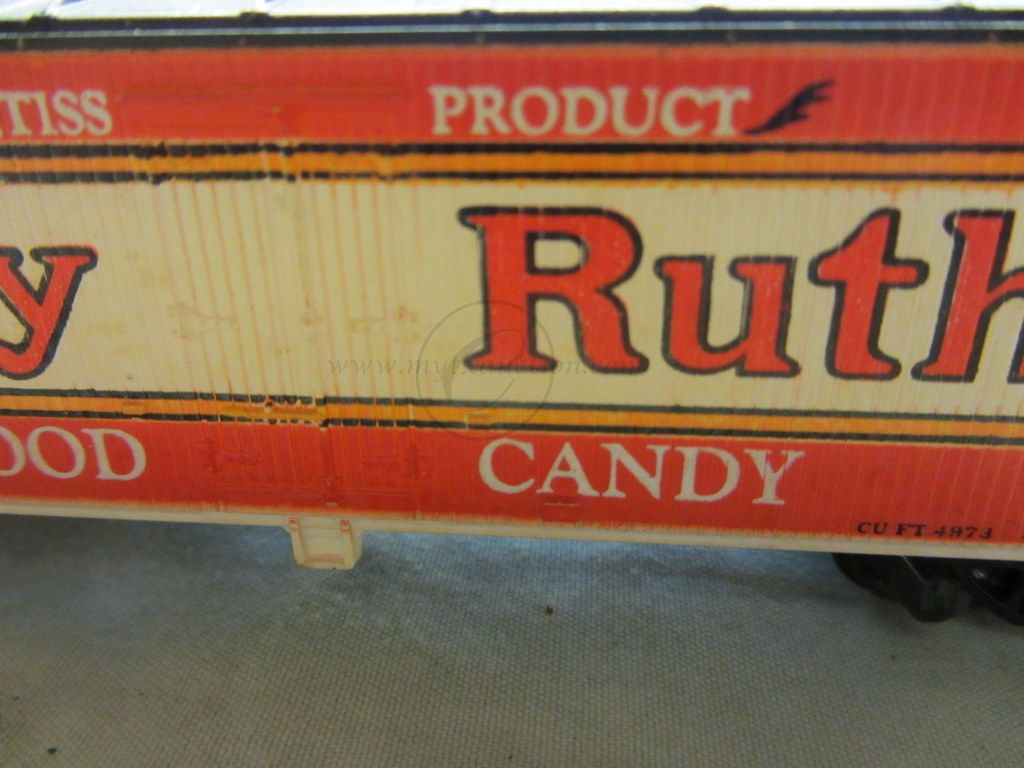 TISS PRODUCT
y Ruth
OOD CANDY
CU FT 4973